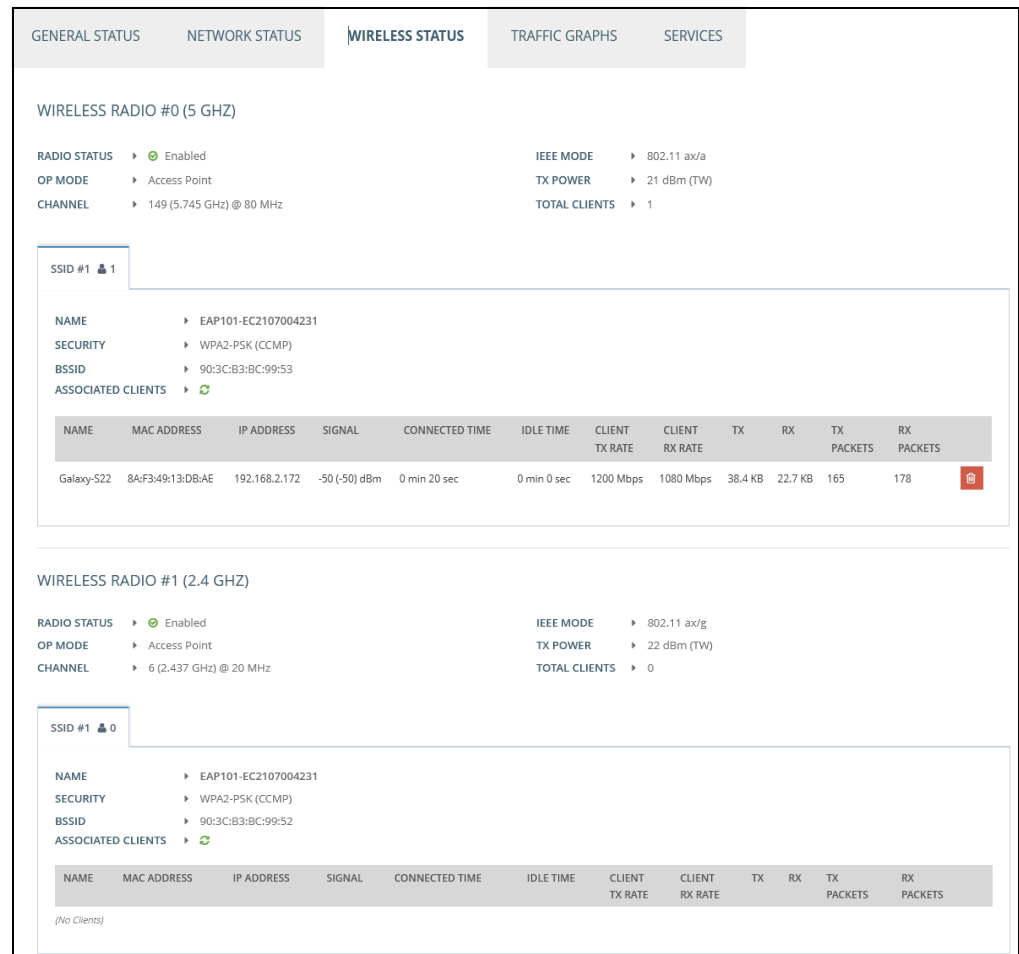 GENERAL STATUS NETWORK STATUS WIRELESS STATUS TRAFFIC GRAPHS SERVICES
WIRELESS RADIO #0 (5 GHZ)
RADIO STATUS Enabled IEEE MODE 802.11 ax/a
OP MODE Access Point TX POWER 21 dBm (TW)
CHANNEL 149 (5.745 GHz) @ 80 MHz TOTAL CLIENTS 1
SSID #1 1
NAME EAP101-EC2107004231
SECURITY WPA2-PSK (CCMP)
BSSID 90:3C:B3:BC:99:53
ASSOCIATED CLIENTS
NAME MAC ADDRESS IP ADDRESS SIGNAL CONNECTED TIME IDLE TIME CLIENT CLIENT TX RX TX RX
TX RATE RX RATE PACKETS PACKETS
Galaxy-S22 8A:F3:49:13:DB:AE 192.168.2.172 -50 (-50) dBm 0 min 20 sec 0 min 0 sec 1200 Mbps 1080 Mbps 38.4 KB 22.7 KB 165 178
WIRELESS RADIO #1 (2.4 GHZ)
RADIO STATUS Enabled IEEE MODE 802.11 ax/g
OP MODE Access Point TX POWER 22 dBm (TW)
CHANNEL 6 (2.437 GHz) @ 20 MHz TOTAL CLIENTS 0
SSID #1 0
NAME EAP101-EC2107004231
SECURITY WPA2-PSK (CCMP)
BSSID 90:3C:B3:BC:99:52
ASSOCIATED CLIENTS
NAME MAC ADDRESS IP ADDRESS SIGNAL CONNECTED TIME IDLE TIME CLIENT CLIENT TX RX TX RX
TX RATE RX RATE PACKETS PACKETS
(No Clients)